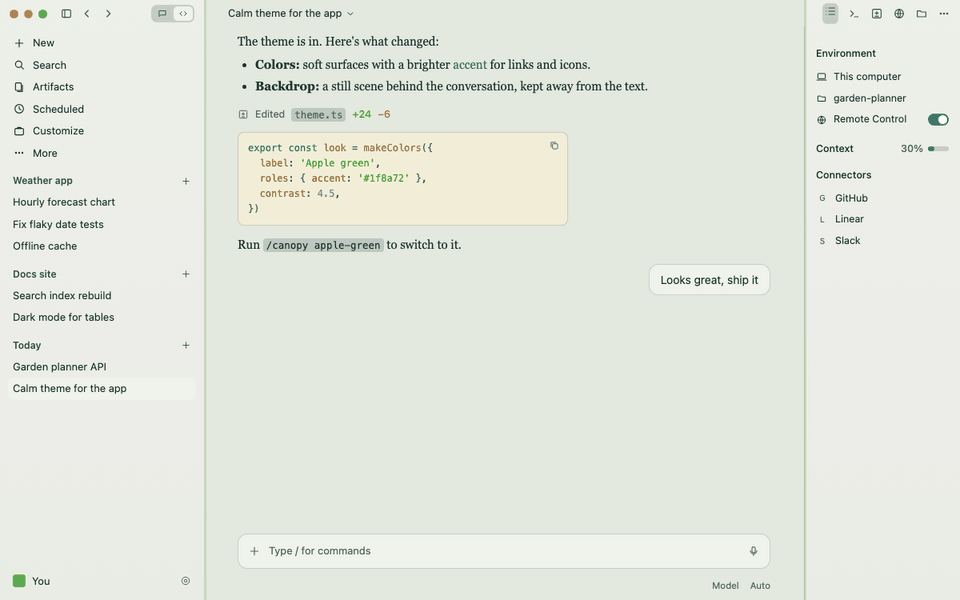 New
Search
Artifacts
Scheduled
Customize
More
Weather app
Hourly forecast chart
Fix flaky date tests
Offline cache
Docs site
Search index rebuild
Dark mode for tables
Today
Garden planner API
Calm theme for the app
You
Calm theme for the app
The theme is in. Here's what changed:
• Colors: soft surfaces with a brighter accent for links and icons.
• Backdrop: a still scene behind the conversation, kept away from the text.
Edited theme.ts +24 −6
export const look = makeColors({
  label: 'Apple green',
  roles: { accent: '#1f8a72' },
  contrast: 4.5,
})
Run /canopy apple-green to switch to it.
Looks great, ship it
Type / for commands
Model Auto
Environment
This computer
garden-planner
Remote Control
Context 30%
Connectors
G GitHub
L Linear
S Slack